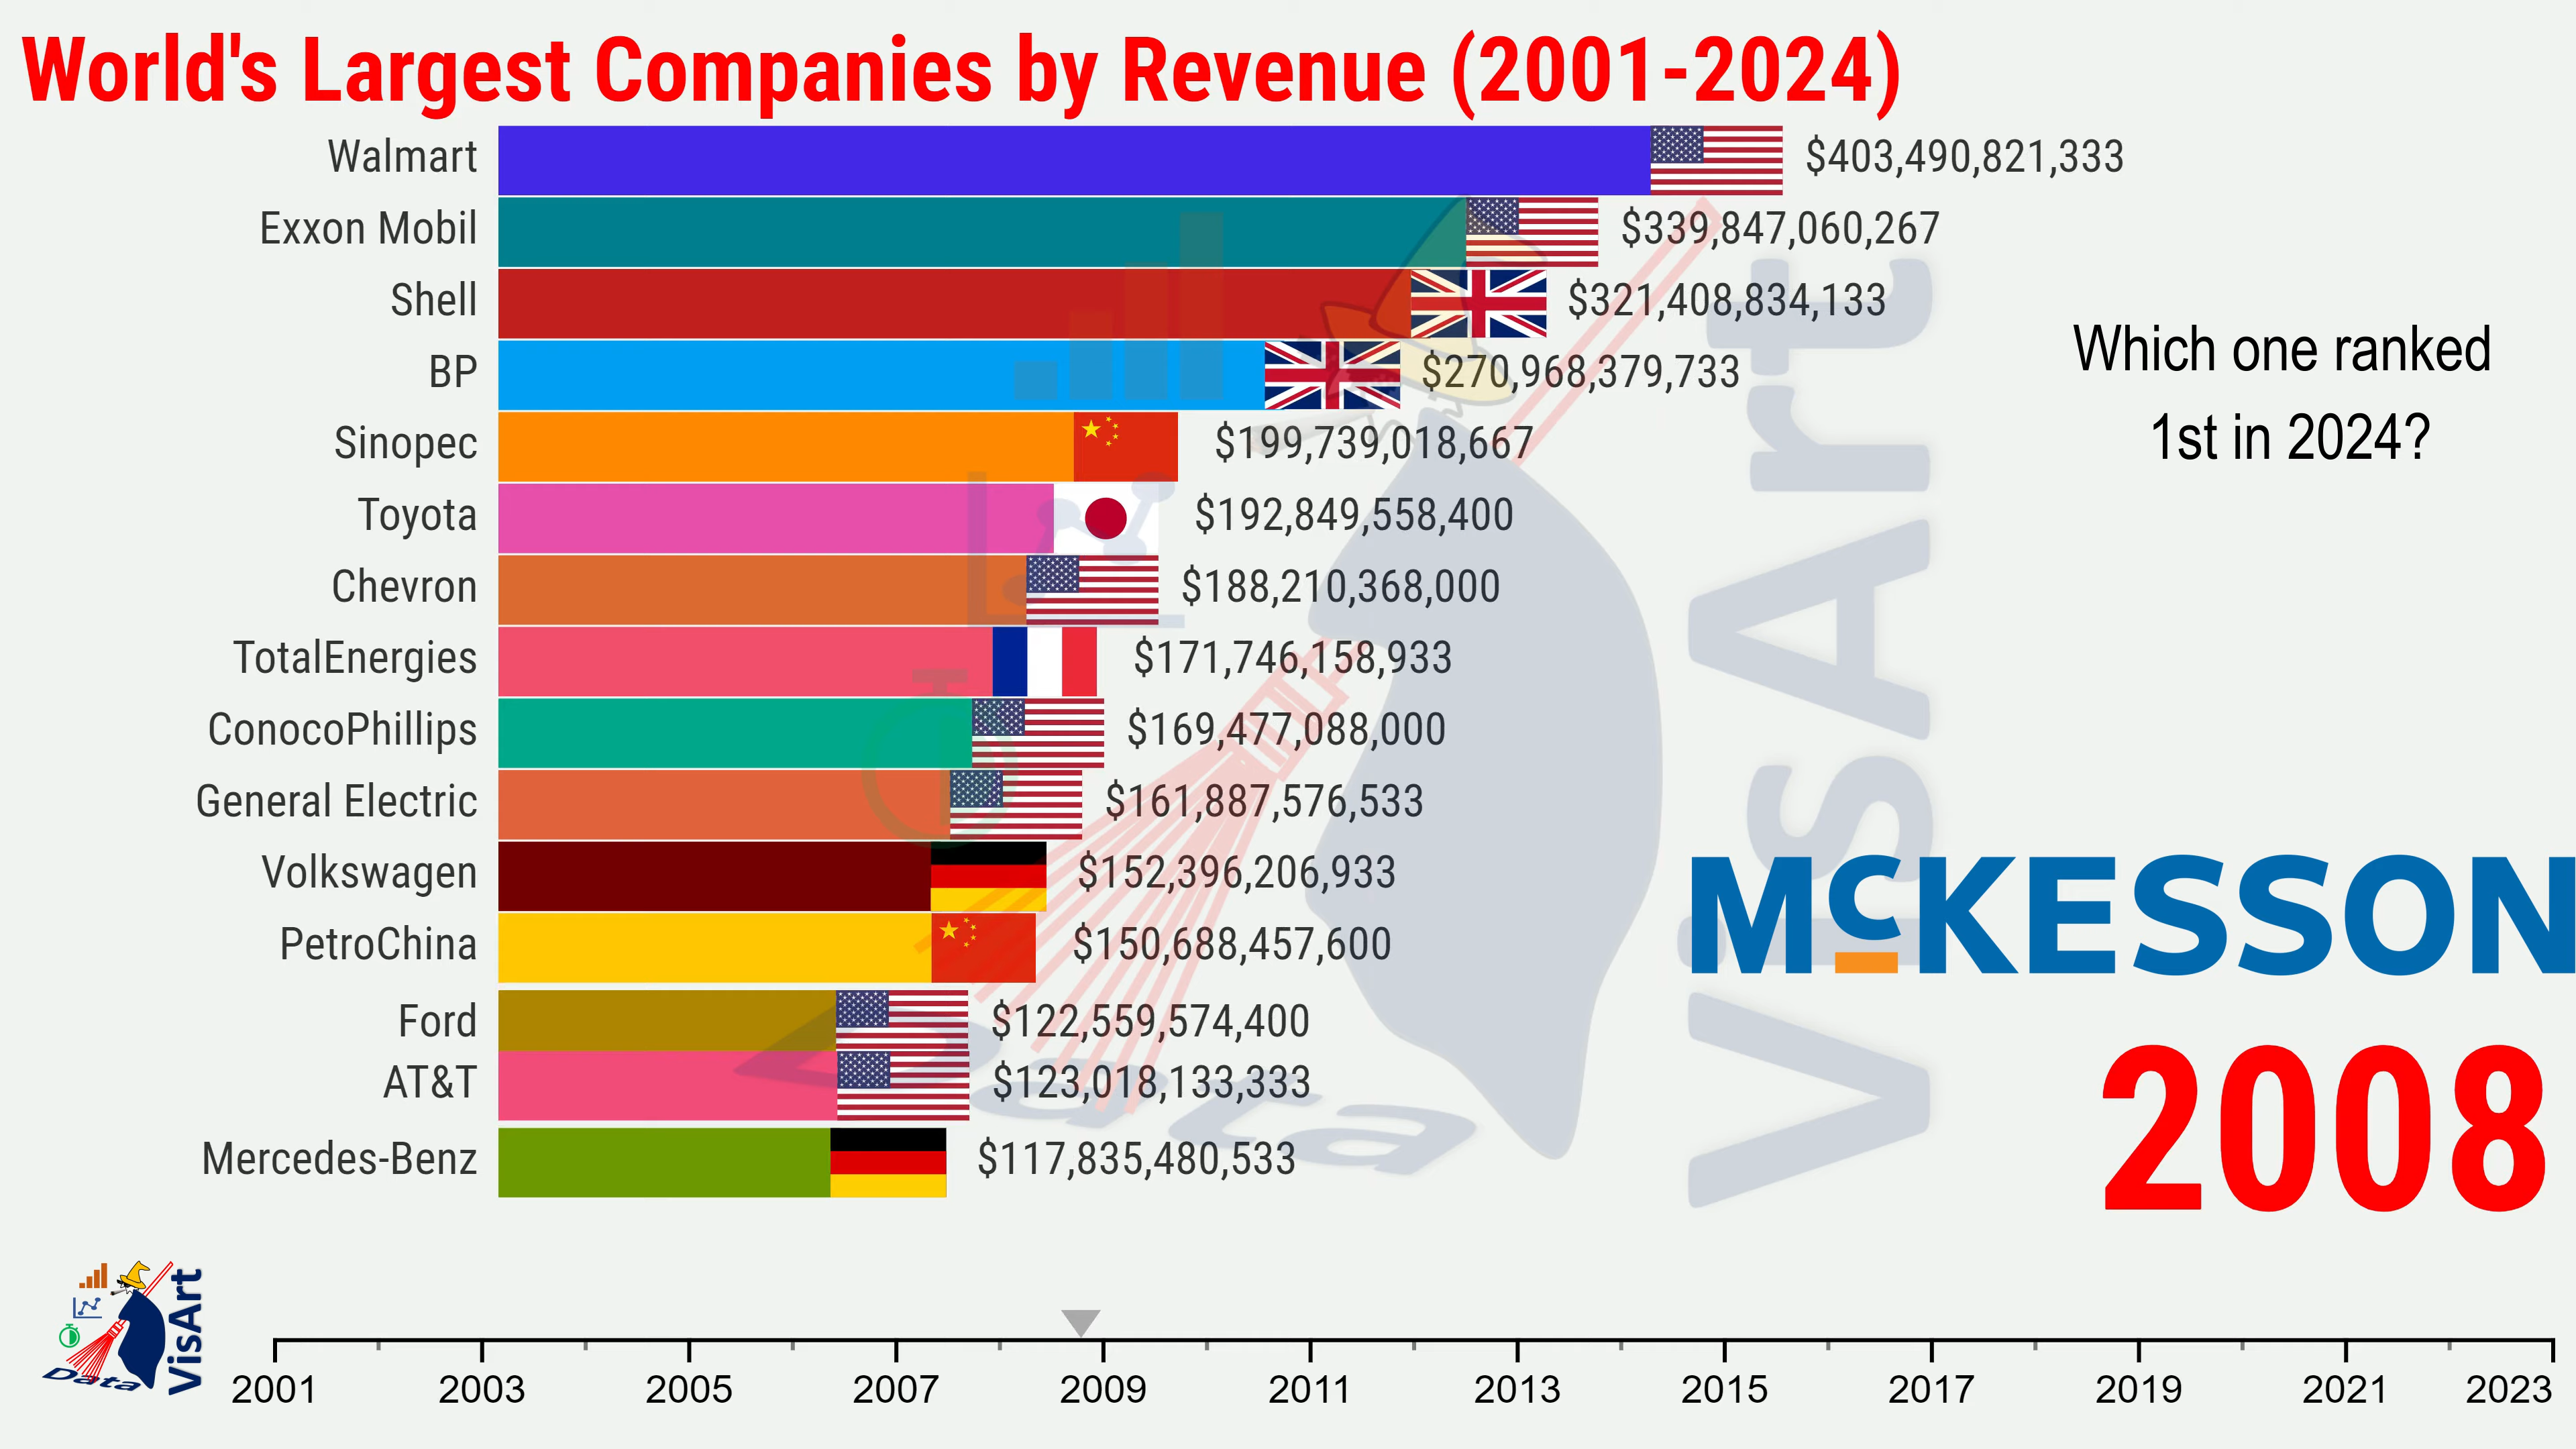 World's Largest Companies by Revenue (2001-2024)
Walmart $403,490,821,333
Exxon Mobil $339,847,060,267
Shell $321,408,834,133
BP $270,968,379,733
Sinopec $199,739,018,667
Toyota $192,849,558,400
Chevron $188,210,368,000
TotalEnergies $171,746,158,933
ConocoPhillips $169,477,088,000
General Electric $161,887,576,533
Volkswagen $152,396,206,933
PetroChina $150,688,457,600
Ford $122,559,574,400
AT&T $123,018,133,333
Mercedes-Benz $117,835,480,533
Which one ranked
1st in 2024?
McKESSON
2008
Data VisArt
Data VisArt
2001 2003 2005 2007 2009 2011 2013 2015 2017 2019 2021 2023